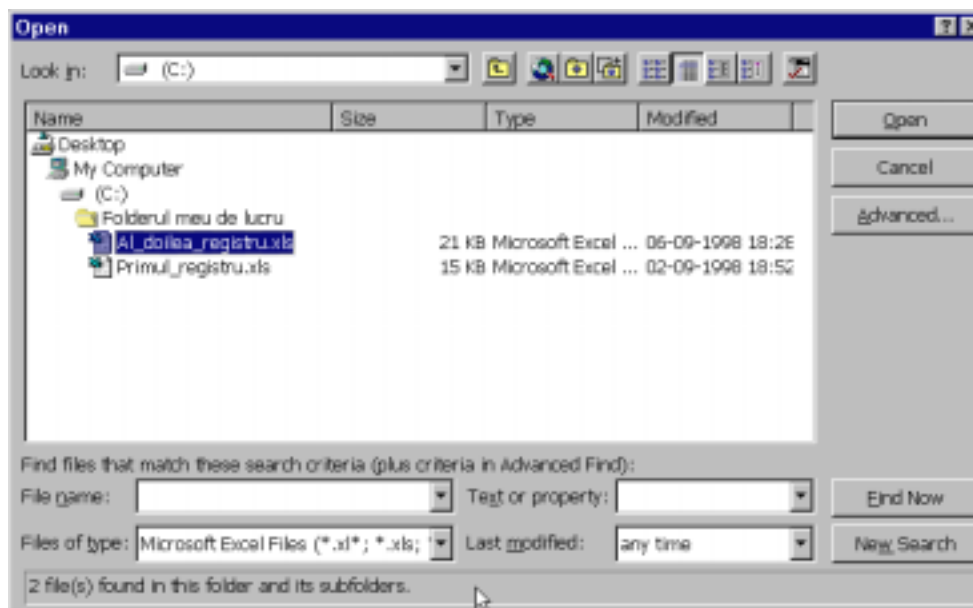 Open
Look in: (C:)
Name Size Type Modified
Open
Desktop
My Computer
Cancel
(C:)
Folderul meu de lucru
Advanced...
Al_doilea_registru.xls 21 KB Microsoft Excel ... 06-09-1998 18:28
Primul_registru.xls 15 KB Microsoft Excel ... 02-09-1998 18:52
Find files that match these search criteria (plus criteria in Advanced Find):
File name: Text or property: Find Now
Files of type: Microsoft Excel Files (*.xl*; *.xls; Last modified: any time New Search
2 file(s) found in this folder and its subfolders.